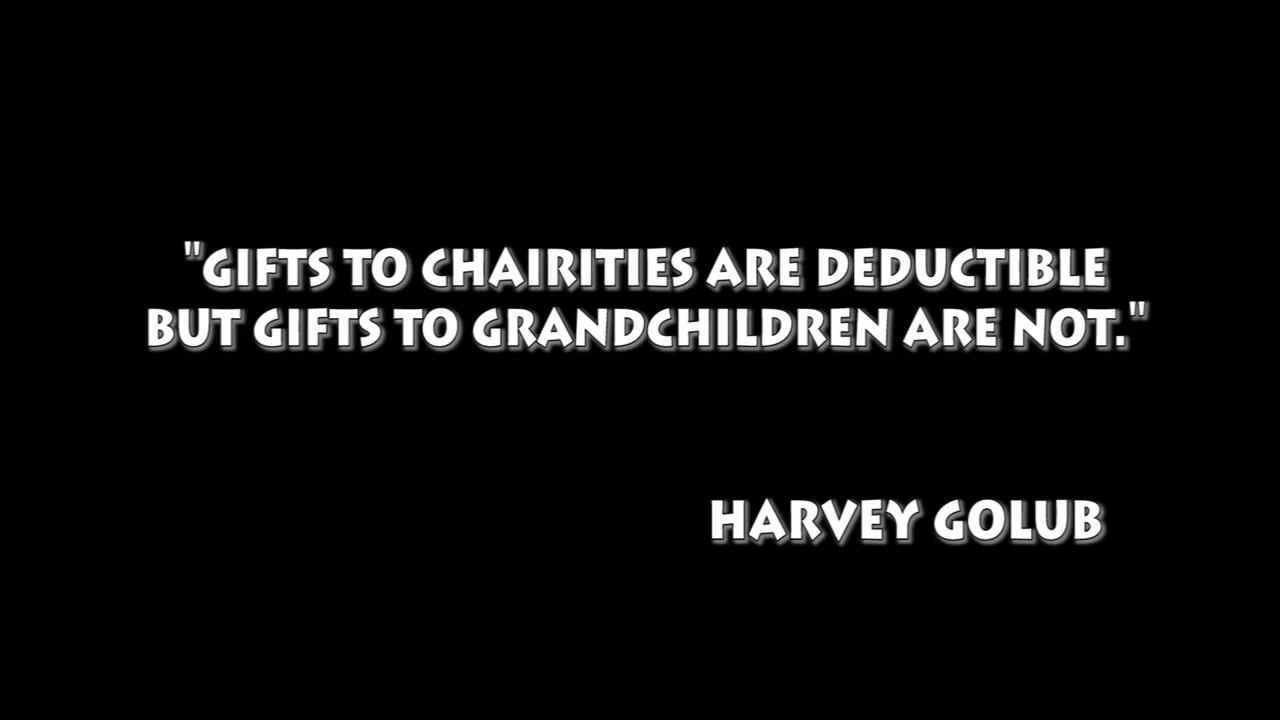 "GIFTS TO CHAIRITIES ARE DEDUCTIBLE
BUT GIFTS TO GRANDCHILDREN ARE NOT."
HARVEY GOLUB